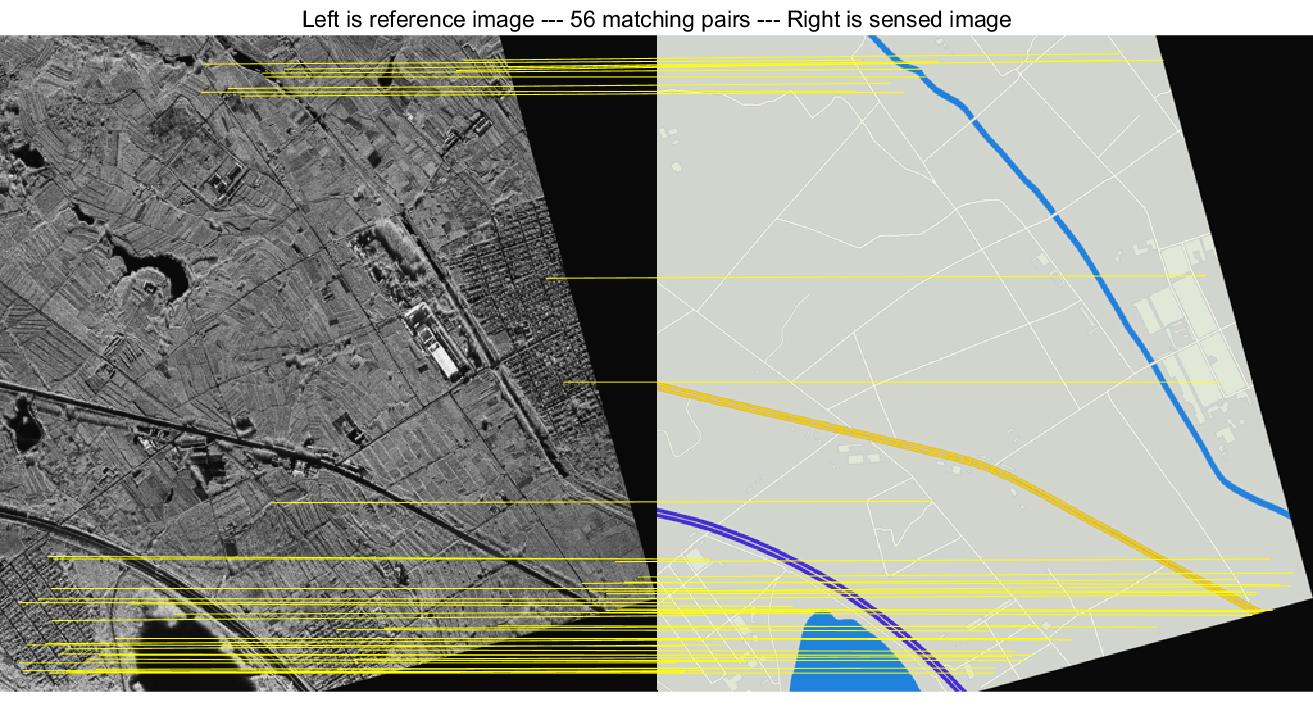 Left is reference image --- 56 matching pairs --- Right is sensed image